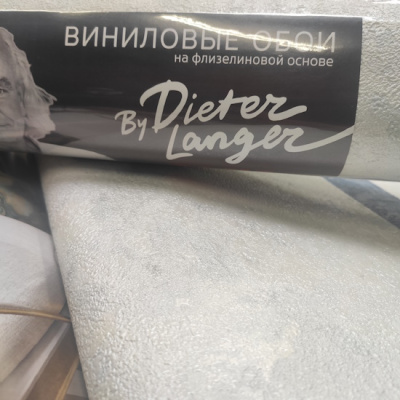 ВИНИЛОВЫЕ ОБОИ
на флизелиновой основе
By Dieter
Langer